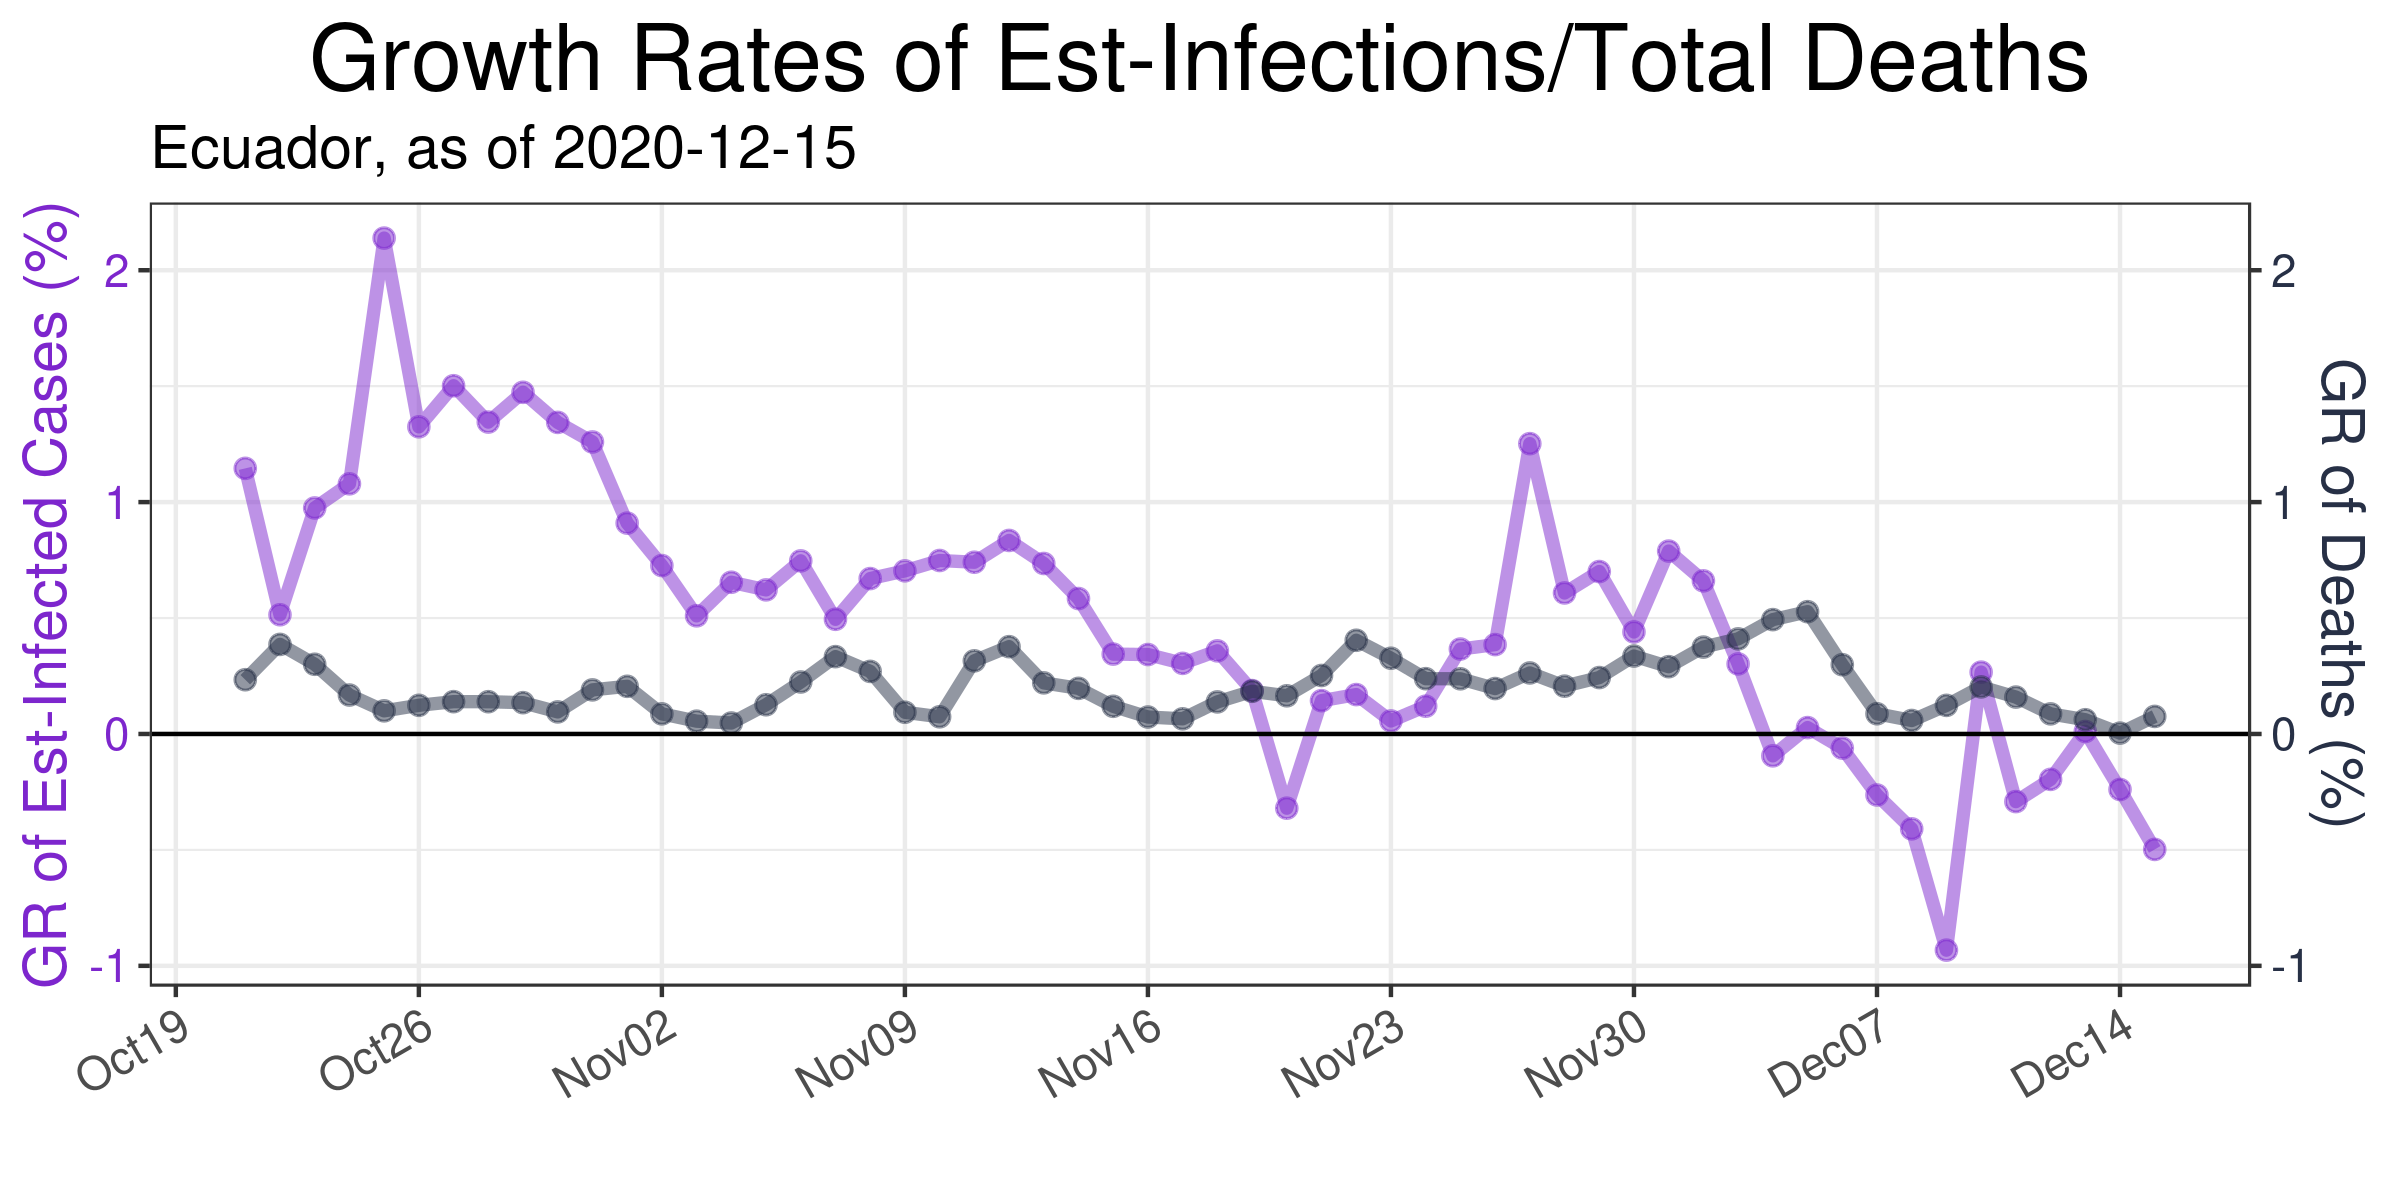 Growth Rates of Est-Infections/Total Deaths
Ecuador, as of 2020-12-15
GR of Est-Infected Cases (%)
2
1
0
-1
2
1
0
-1
GR of Deaths (%)
Oct19
Oct26
Nov02
Nov09
Nov16
Nov23
Nov30
Dec07
Dec14